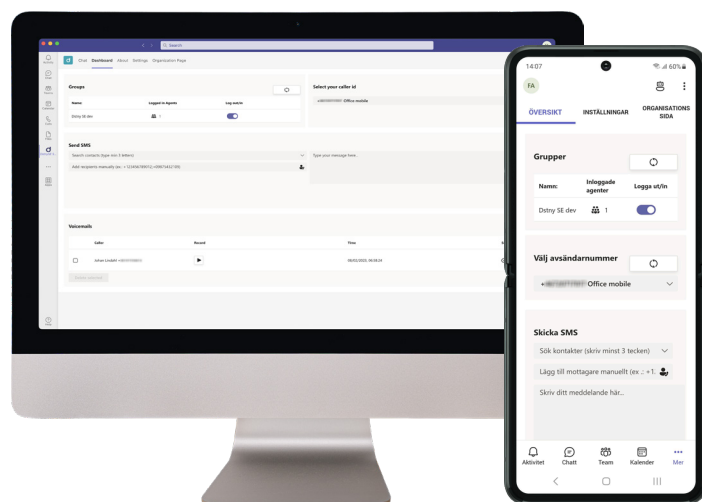 Search
Chat Dashboard About Settings Organization Page
Groups
Name: Logged in Agents Log out/in
Dstny SE dev 1
Select your caller id
Office mobile
Send SMS
Search contacts (type min 3 letters)
Type your message here
Voicemails
Caller Record Time
Johan Lindahl
14:07 60%
FA
ÖVERSIKT INSTÄLLNINGAR ORGANISATIONS
SIDA
Grupper
Namn: Inloggade
agenter Logga ut/in
Dstny SE dev 1
Välj avsändarnummer
+ Office mobile
Skicka SMS
Sök kontakter (skriv minst 3 tecken)
Lägg till mottagare manuellt (ex .: +1.
Skriv ditt meddelande här...
Aktivitet Chatt Team Kalender Mer